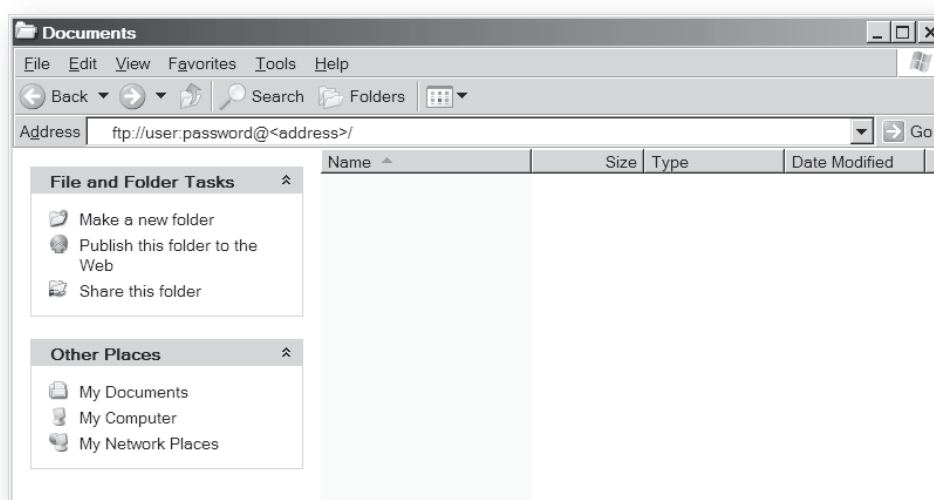 Documents
File Edit View Favorites Tools Help
Back Search Folders
Address ftp://user:password@<address>/ Go
Name Size Type Date Modified
File and Folder Tasks
Make a new folder
Publish this folder to the
Web
Share this folder
Other Places
My Documents
My Computer
My Network Places